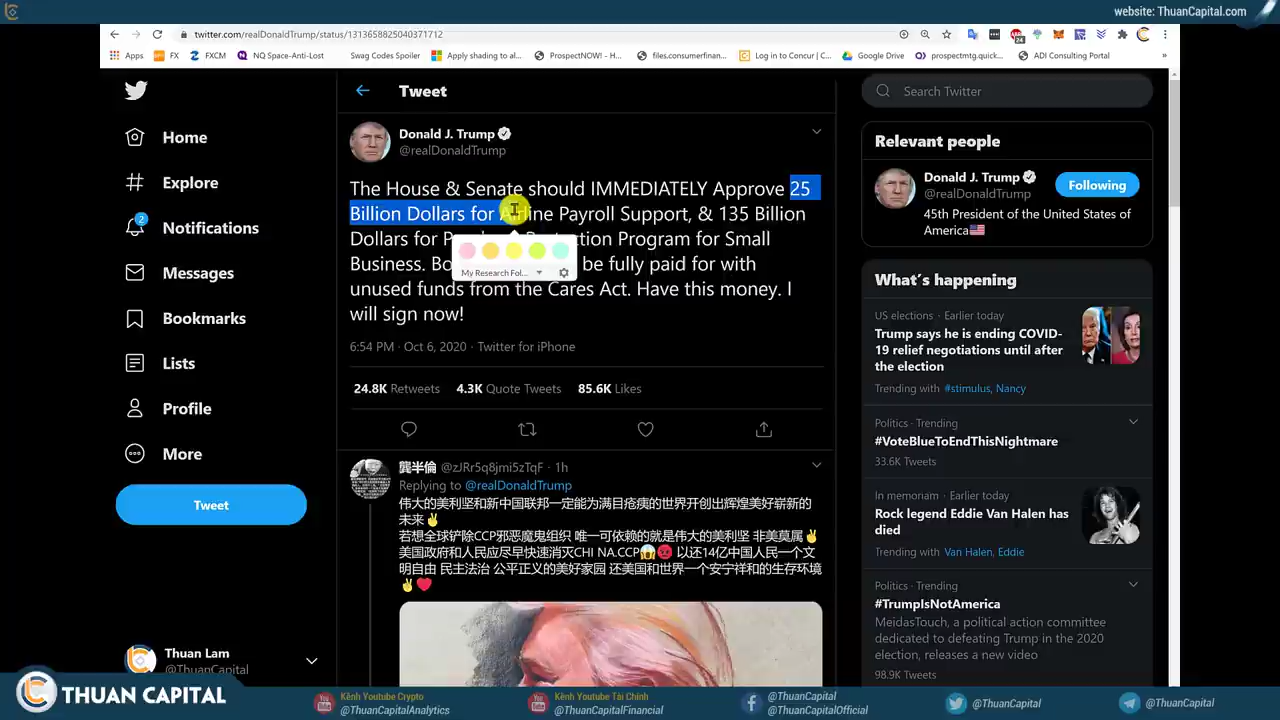 website: ThuanCapital.com
twitter.com/realDonaldTrump/status/1313658825040371712
Apps
FX
FXCM
NQ Space-Anti-Lost
Swag Codes Spoiler
Apply shading to al...
ProspectNOW! - H...
files.consumerfinan...
Log in to Consult | C...
Google Drive
prospectmtg.quick...
ADI Consulting Portal
Tweet
Search Twitter
Home
Explore
2
Notifications
Messages
Bookmarks
Lists
Profile
More
Tweet
Thuan Lam
@ThuanCapital
Donald J. Trump
@realDonaldTrump
The House & Senate should IMMEDIATELY Approve 25
Billion Dollars for Airline Payroll Support, & 135 Billion
Dollars for Protection Program for Small
Business. be fully paid for with
unused funds from the Cares Act. Have this money. I
will sign now!
My Research Fol...
6:54 PM · Oct 6, 2020 · Twitter for iPhone
24.8K Retweets 4.3K Quote Tweets 85.6K Likes
龔半倫 @zJRr5q8jmi5zTqF · 1h
Replying to @realDonaldTrump
伟大的美利坚和新中国联邦一定能为满目疮痍的世界开创出辉煌美好崭新的
未来✌
若想全球铲除CCP邪恶魔鬼组织 唯一可依赖的就是伟大的美利坚 非美莫属✌
美国政府和人民应尽早快速消灭CHI NA.CCP😱😡 以还14亿中国人民一个文
明自由 民主法治 公平正义的美好家园 还美国和世界一个安宁祥和的生存环境
✌❤
Relevant people
Donald J. Trump
@realDonaldTrump
Following
45th President of the United States of
America🇺🇸
What's happening
US elections · Earlier today
Trump says he is ending COVID-
19 relief negotiations until after
the election
Trending with #stimulus, Nancy
Politics · Trending
#VoteBlueToEndThisNightmare
33.6K Tweets
In memoriam · Earlier today
Rock legend Eddie Van Halen has
died
Trending with Van Halen, Eddie
Politics · Trending
#TrumpIsNotAmerica
MeidasTouch, a political action committee
dedicated to defeating Trump in the 2020
election, releases a new video
98.9K Tweets
THUAN CAPITAL
Kênh Youtube Crypto
@ThuanCapitalAnalytics
Kênh Youtube Tài Chính
@ThuanCapitalFinancial
@ThuanCapital
@ThuanCapitalOfficial
@ThuanCapital
@ThuanCapital